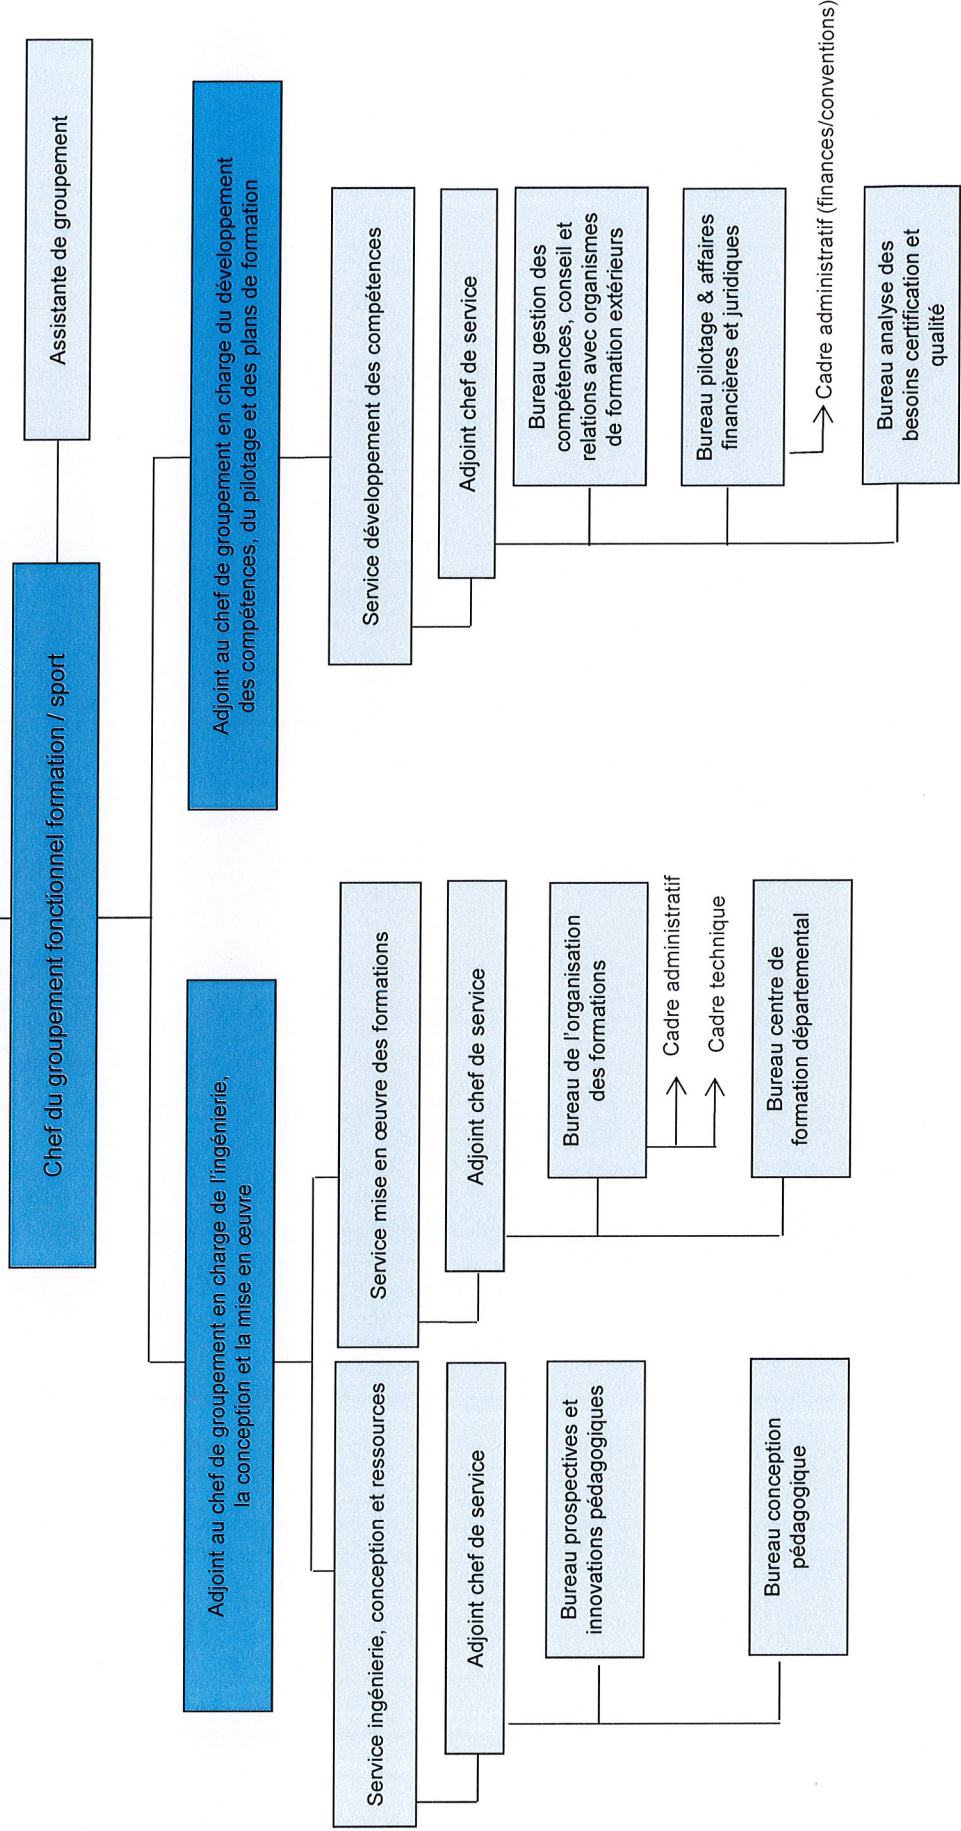 Chef du groupement fonctionnel formation / sport
Assistante de groupement
Adjoint au chef de groupement en charge de l'ingénierie,
la conception et la mise en œuvre
Service ingénierie, conception et ressources
Adjoint chef de service
Bureau prospectives et
innovations pédagogiques
Bureau conception
pédagogique
Service mise en œuvre des formations
Adjoint chef de service
Bureau de l'organisation
des formations
Cadre administratif
Cadre technique
Bureau centre de
formation départemental
Adjoint au chef de groupement en charge du développement
des compétences, du pilotage et des plans de formation
Service développement des compétences
Adjoint chef de service
Bureau gestion des
compétences, conseil et
relations avec organismes
de formation extérieurs
Bureau pilotage & affaires
financières et juridiques
Cadre administratif (finances/conventions)
Bureau analyse des
besoins certification et
qualité